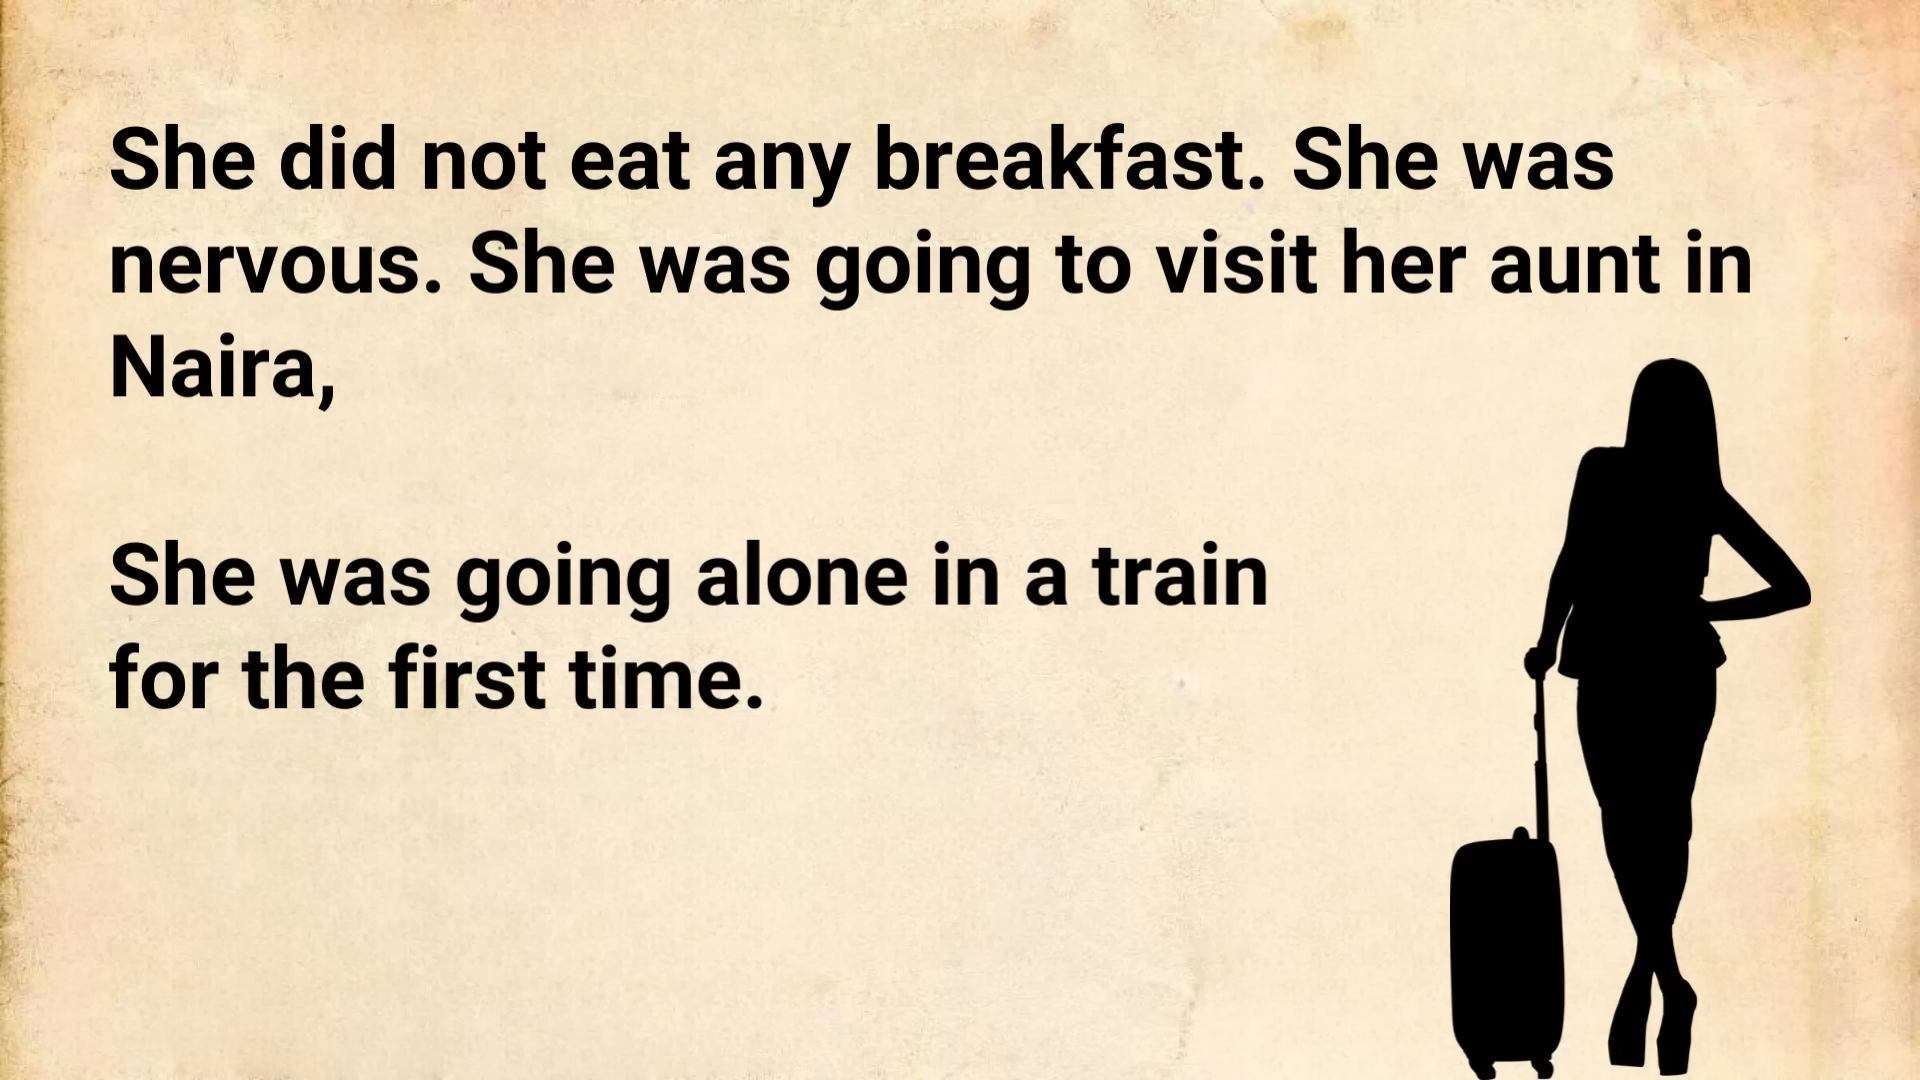 She did not eat any breakfast. She was
nervous. She was going to visit her aunt in
Naira,
She was going alone in a train
for the first time.